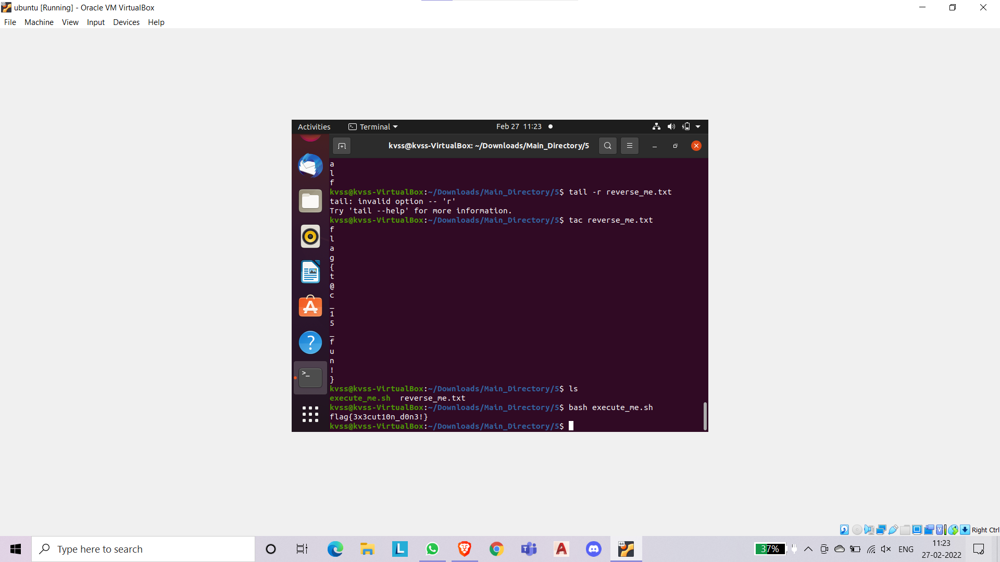 ubuntu [Running] - Oracle VM VirtualBox
File Machine View Input Devices Help
Activities Terminal Feb 27 11:23
kvss@kvss-VirtualBox: ~/Downloads/Main_Directory/5
a
l
f
kvss@kvss-VirtualBox:~/Downloads/Main_Directory/5$ tail -r reverse_me.txt
tail: invalid option -- 'r'
Try 'tail --help' for more information.
kvss@kvss-VirtualBox:~/Downloads/Main_Directory/5$ tac reverse_me.txt
f
l
a
g
{
t
@
c
_
1
5
_
f
u
n
!
}
kvss@kvss-VirtualBox:~/Downloads/Main_Directory/5$ ls
execute_me.sh reverse_me.txt
kvss@kvss-VirtualBox:~/Downloads/Main_Directory/5$ bash execute_me.sh
flag{3x3cut10n_d0n3!}
kvss@kvss-VirtualBox:~/Downloads/Main_Directory/5$
Right Ctrl
Type here to search
37%
ENG
11:23
27-02-2022